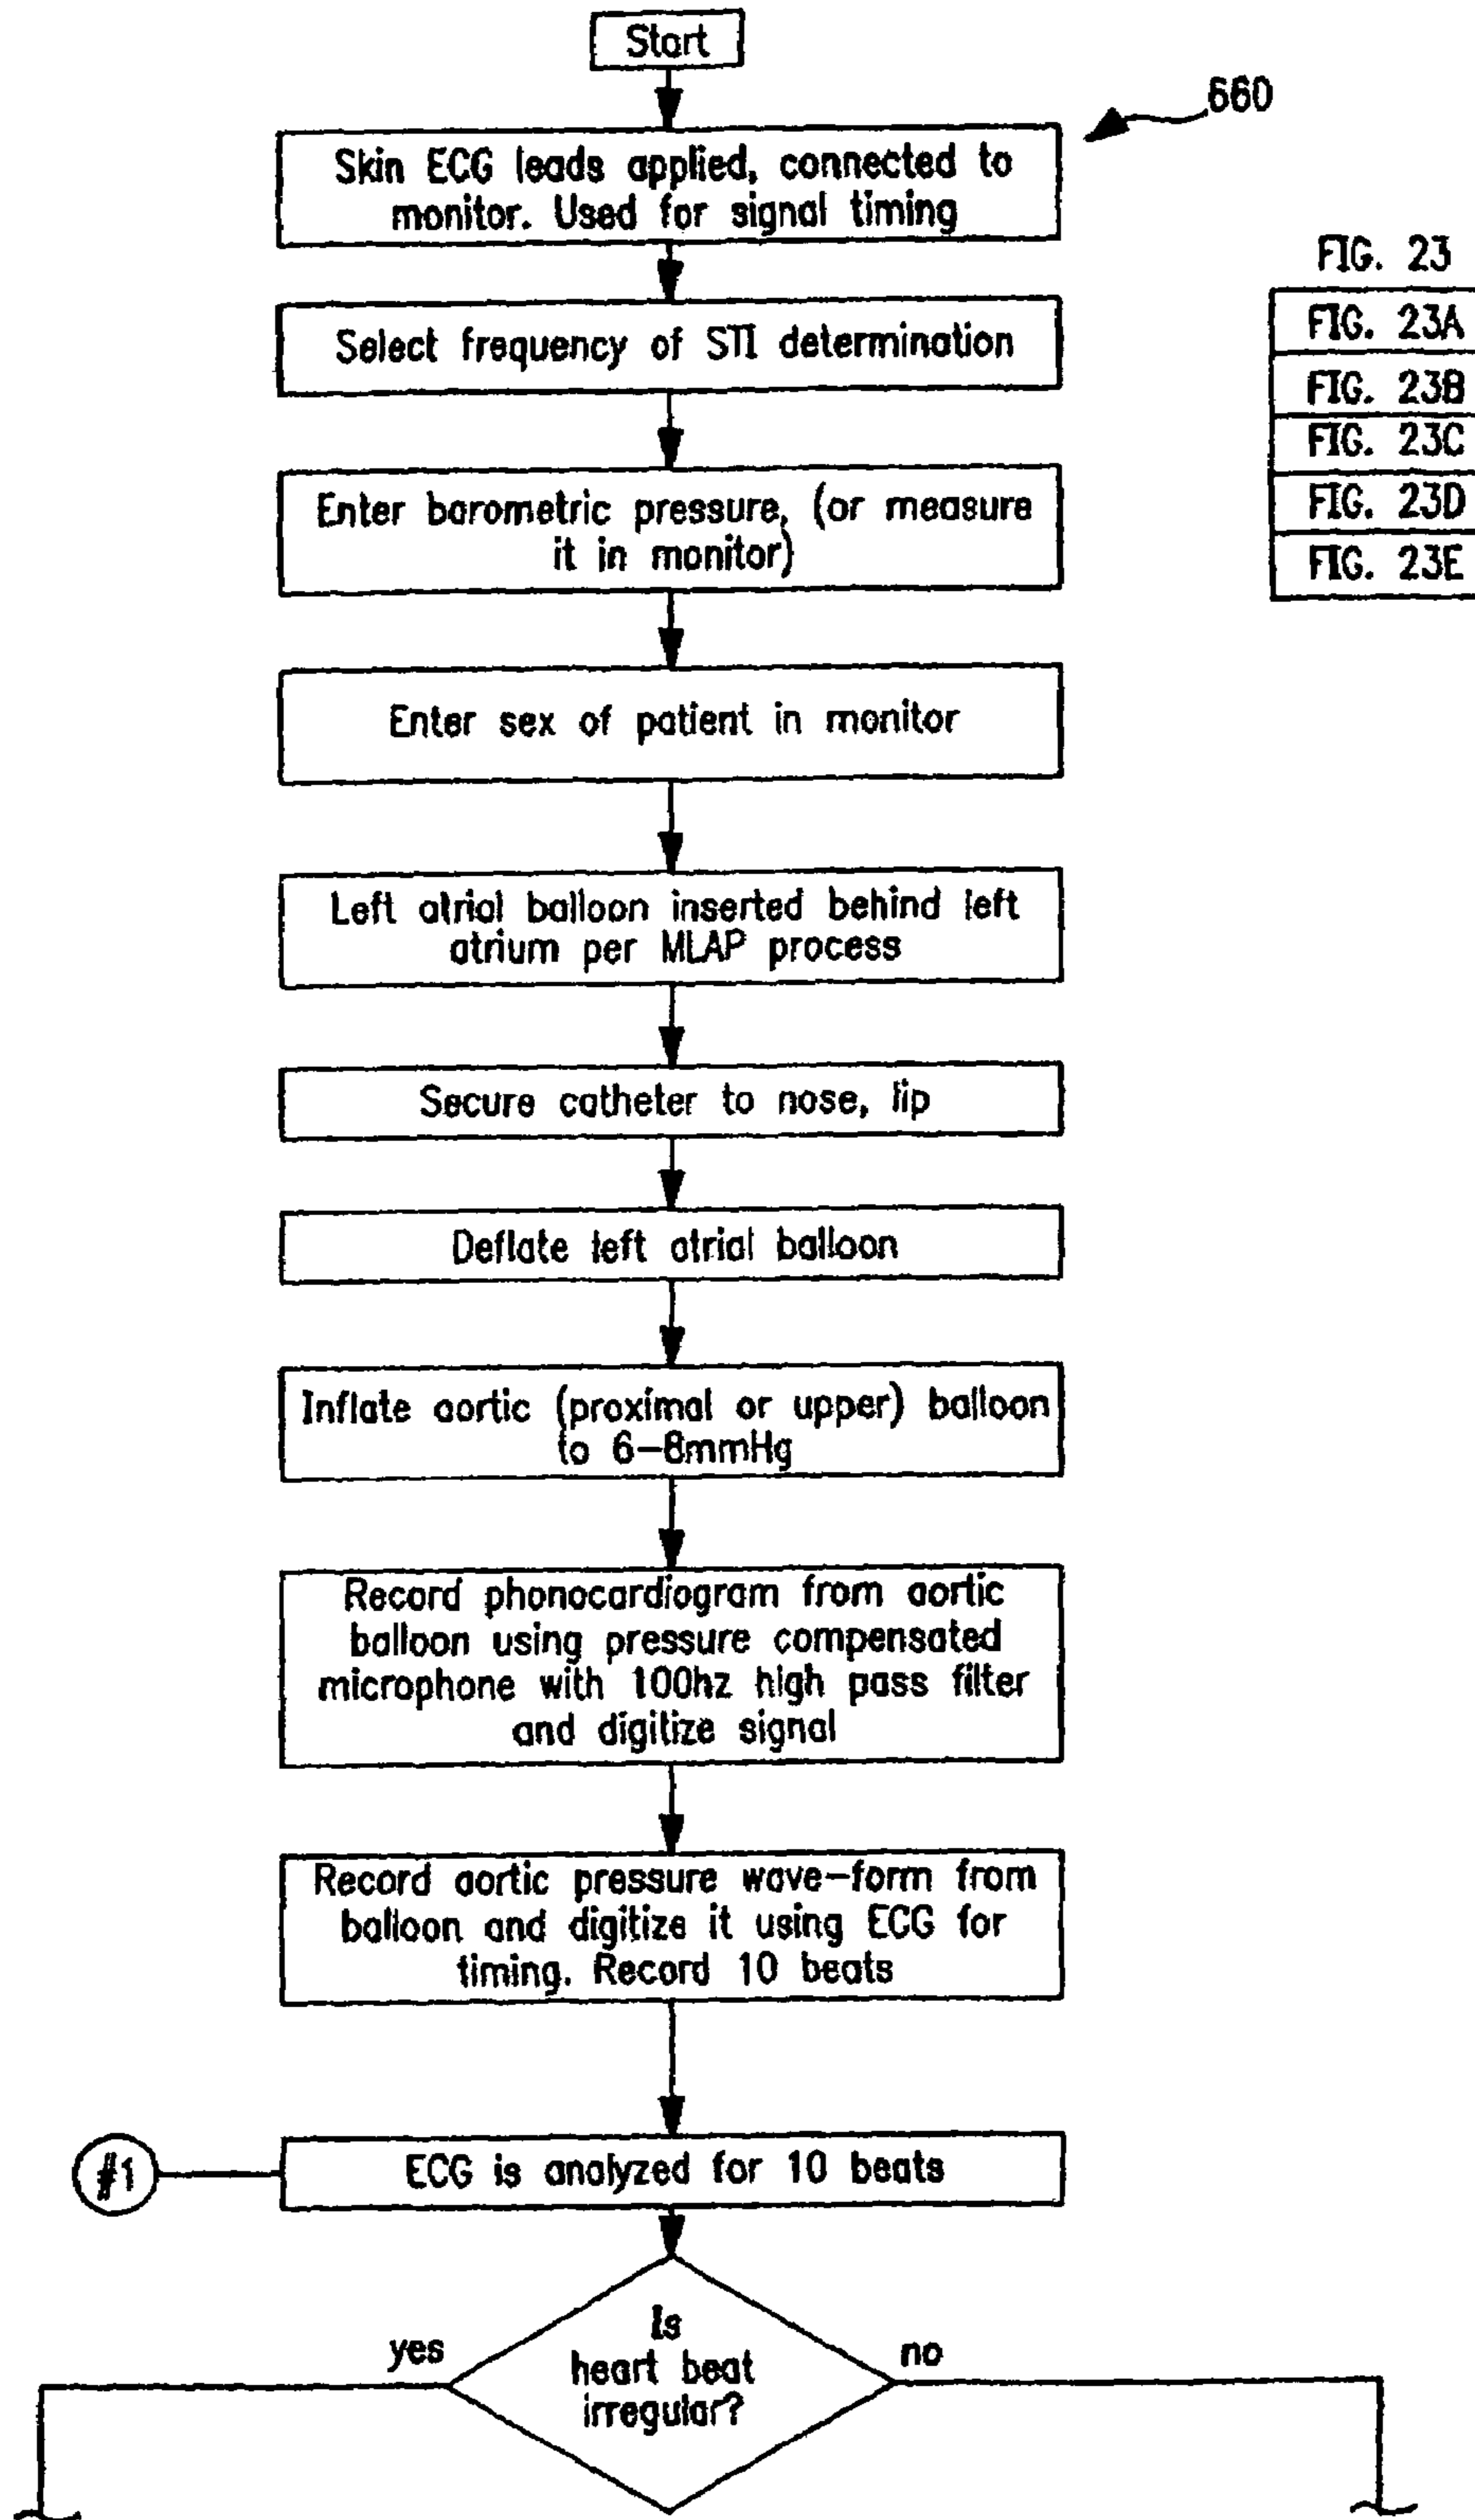 Start
660
Skin ECG leads applied, connected to
monitor. Used for signal timing
FIG. 23
FIG. 23A
FIG. 23B
FIG. 23C
FIG. 23D
FIG. 23E
Select frequency of STI determination
Enter barometric pressure, (or measure
it in monitor)
Enter sex of patient in monitor
Left atrial balloon inserted behind left
atrium per MLAP process
Secure catheter to nose, lip
Deflate left atrial balloon
Inflate aortic (proximal or upper) balloon
to 6-8mmHg
Record phonocardiogram from aortic
balloon using pressure compensated
microphone with 100hz high pass filter
and digitize signal
Record aortic pressure wave-form from
balloon and digitize it using ECG for
timing. Record 10 beats
#1
ECG is analyzed for 10 beats
Is
heart beat
irregular?
yes
no